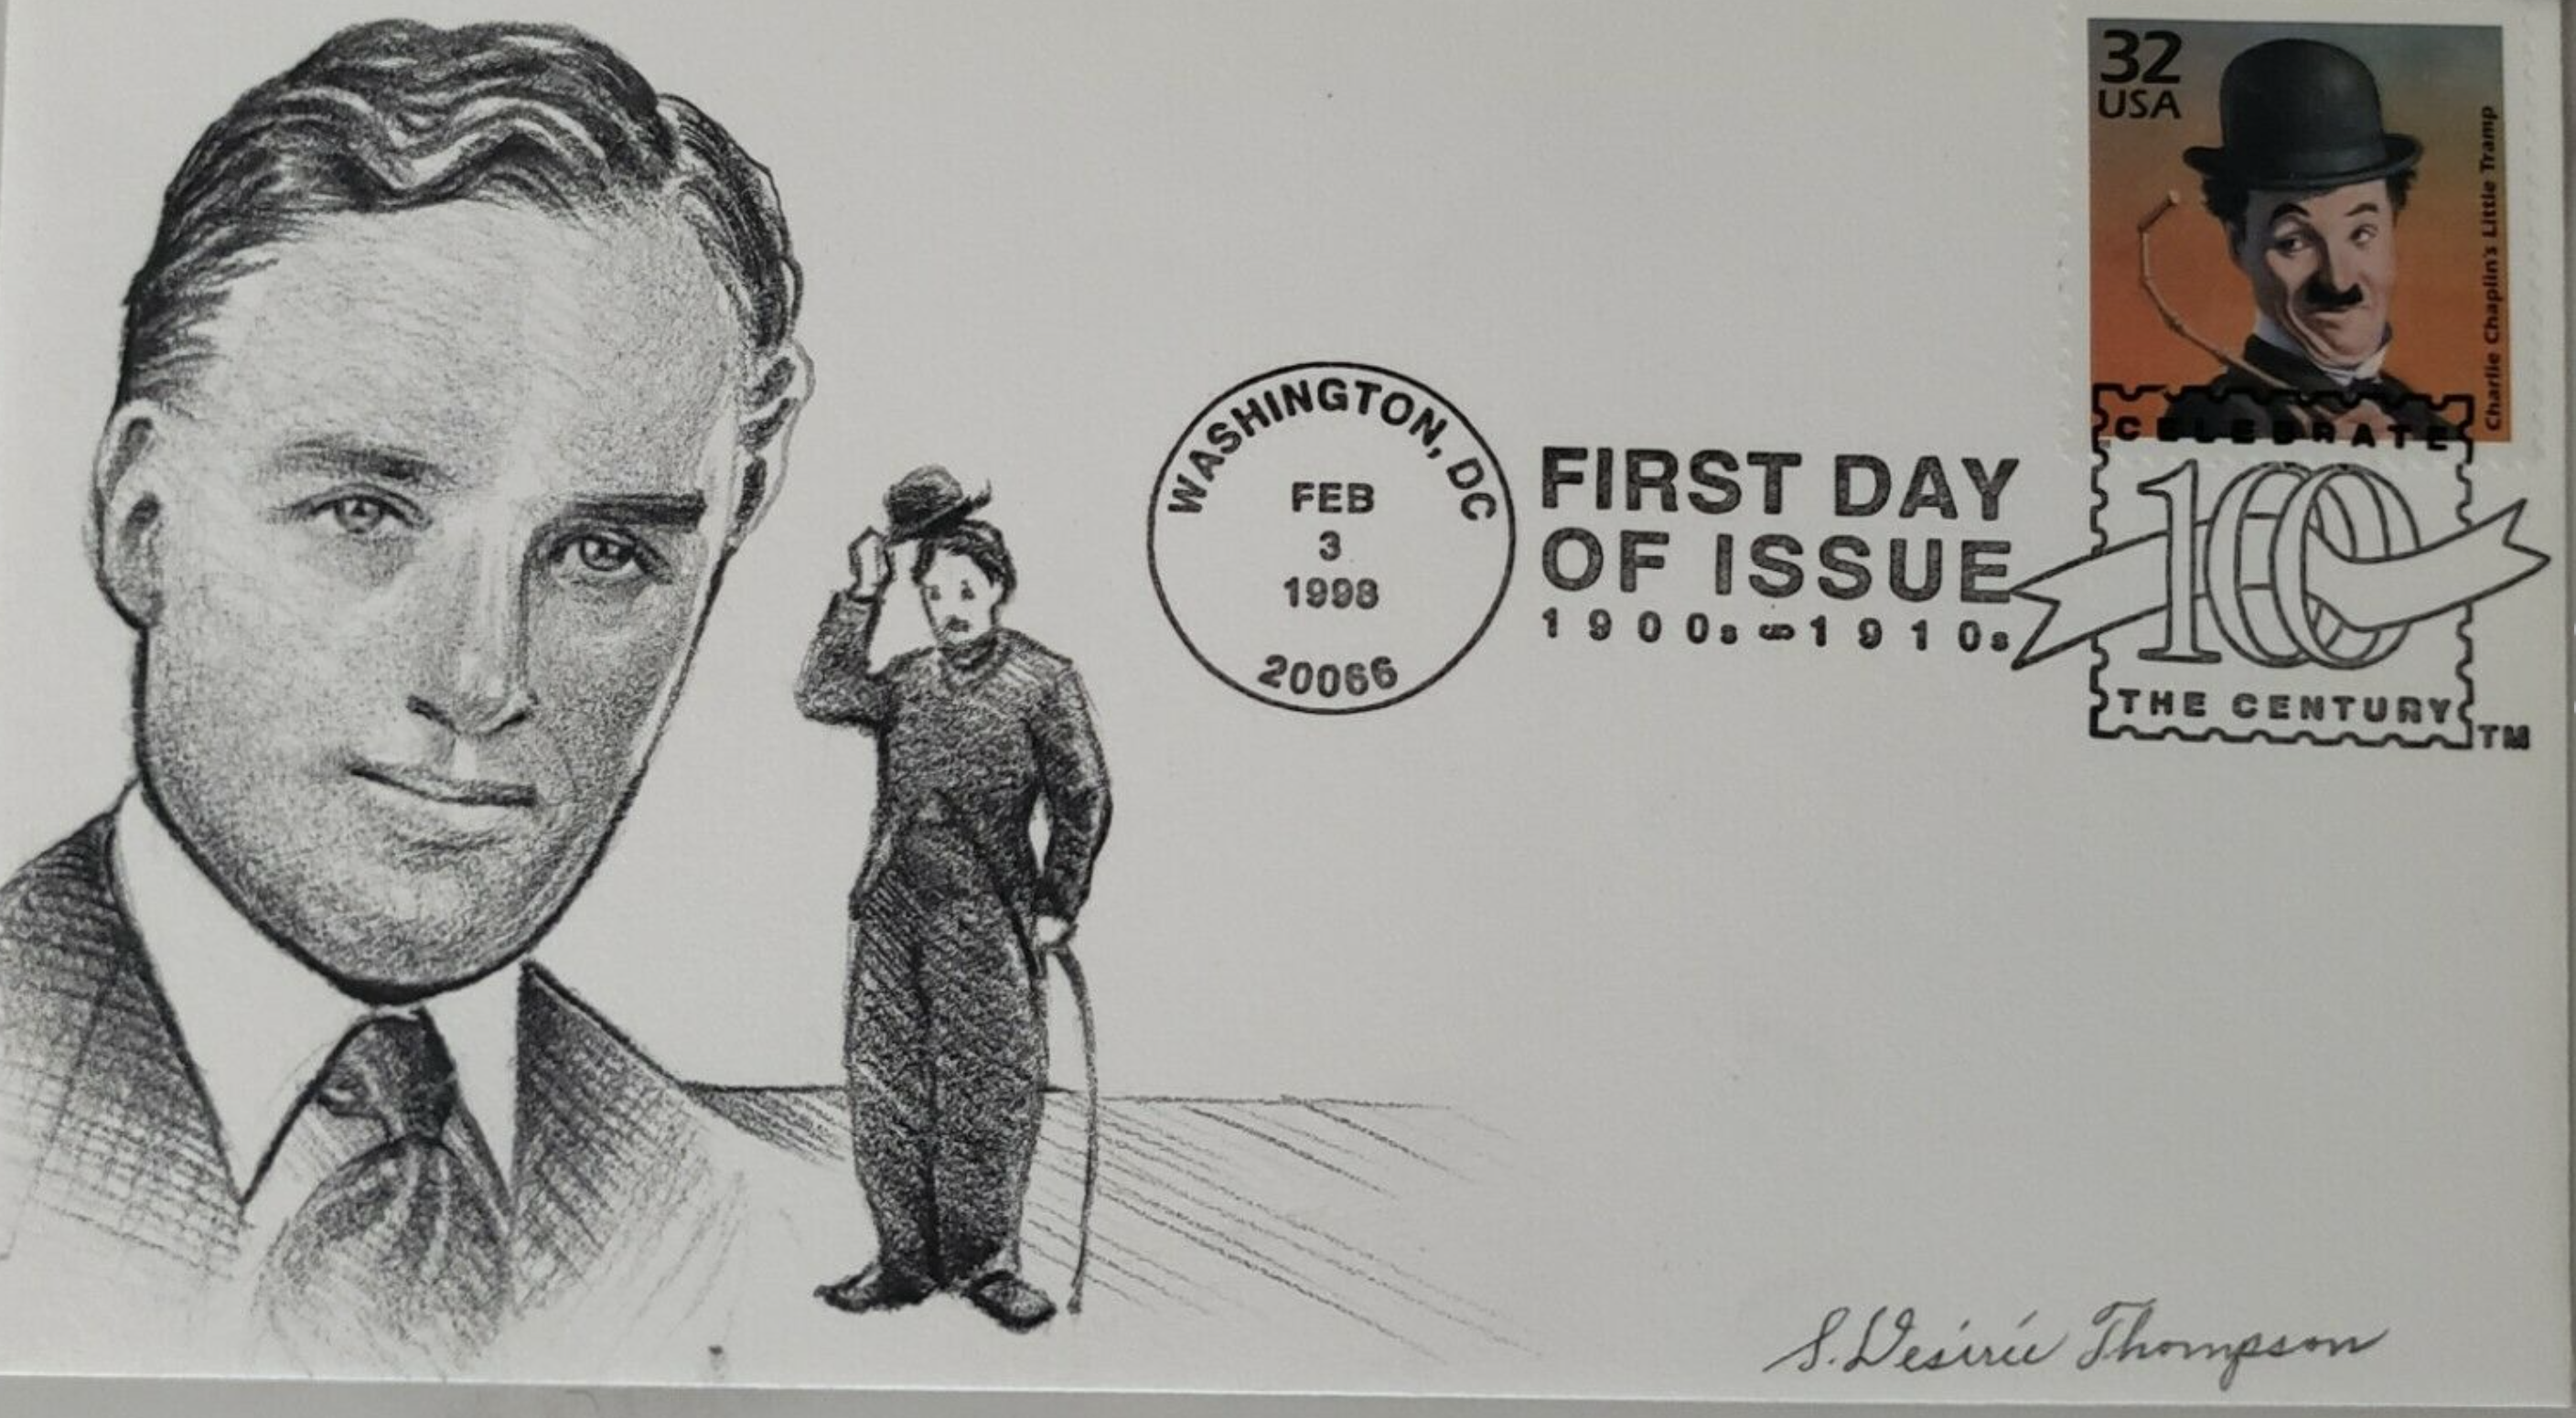 32
USA
Charlie Chaplin's Little Tramp
WASHINGTON, DC
FEB
3
1998
20066
FIRST DAY
OF ISSUE
1900s 1910s
CELEBRATE
100
THE CENTURY TM
S. Desirée Thompson